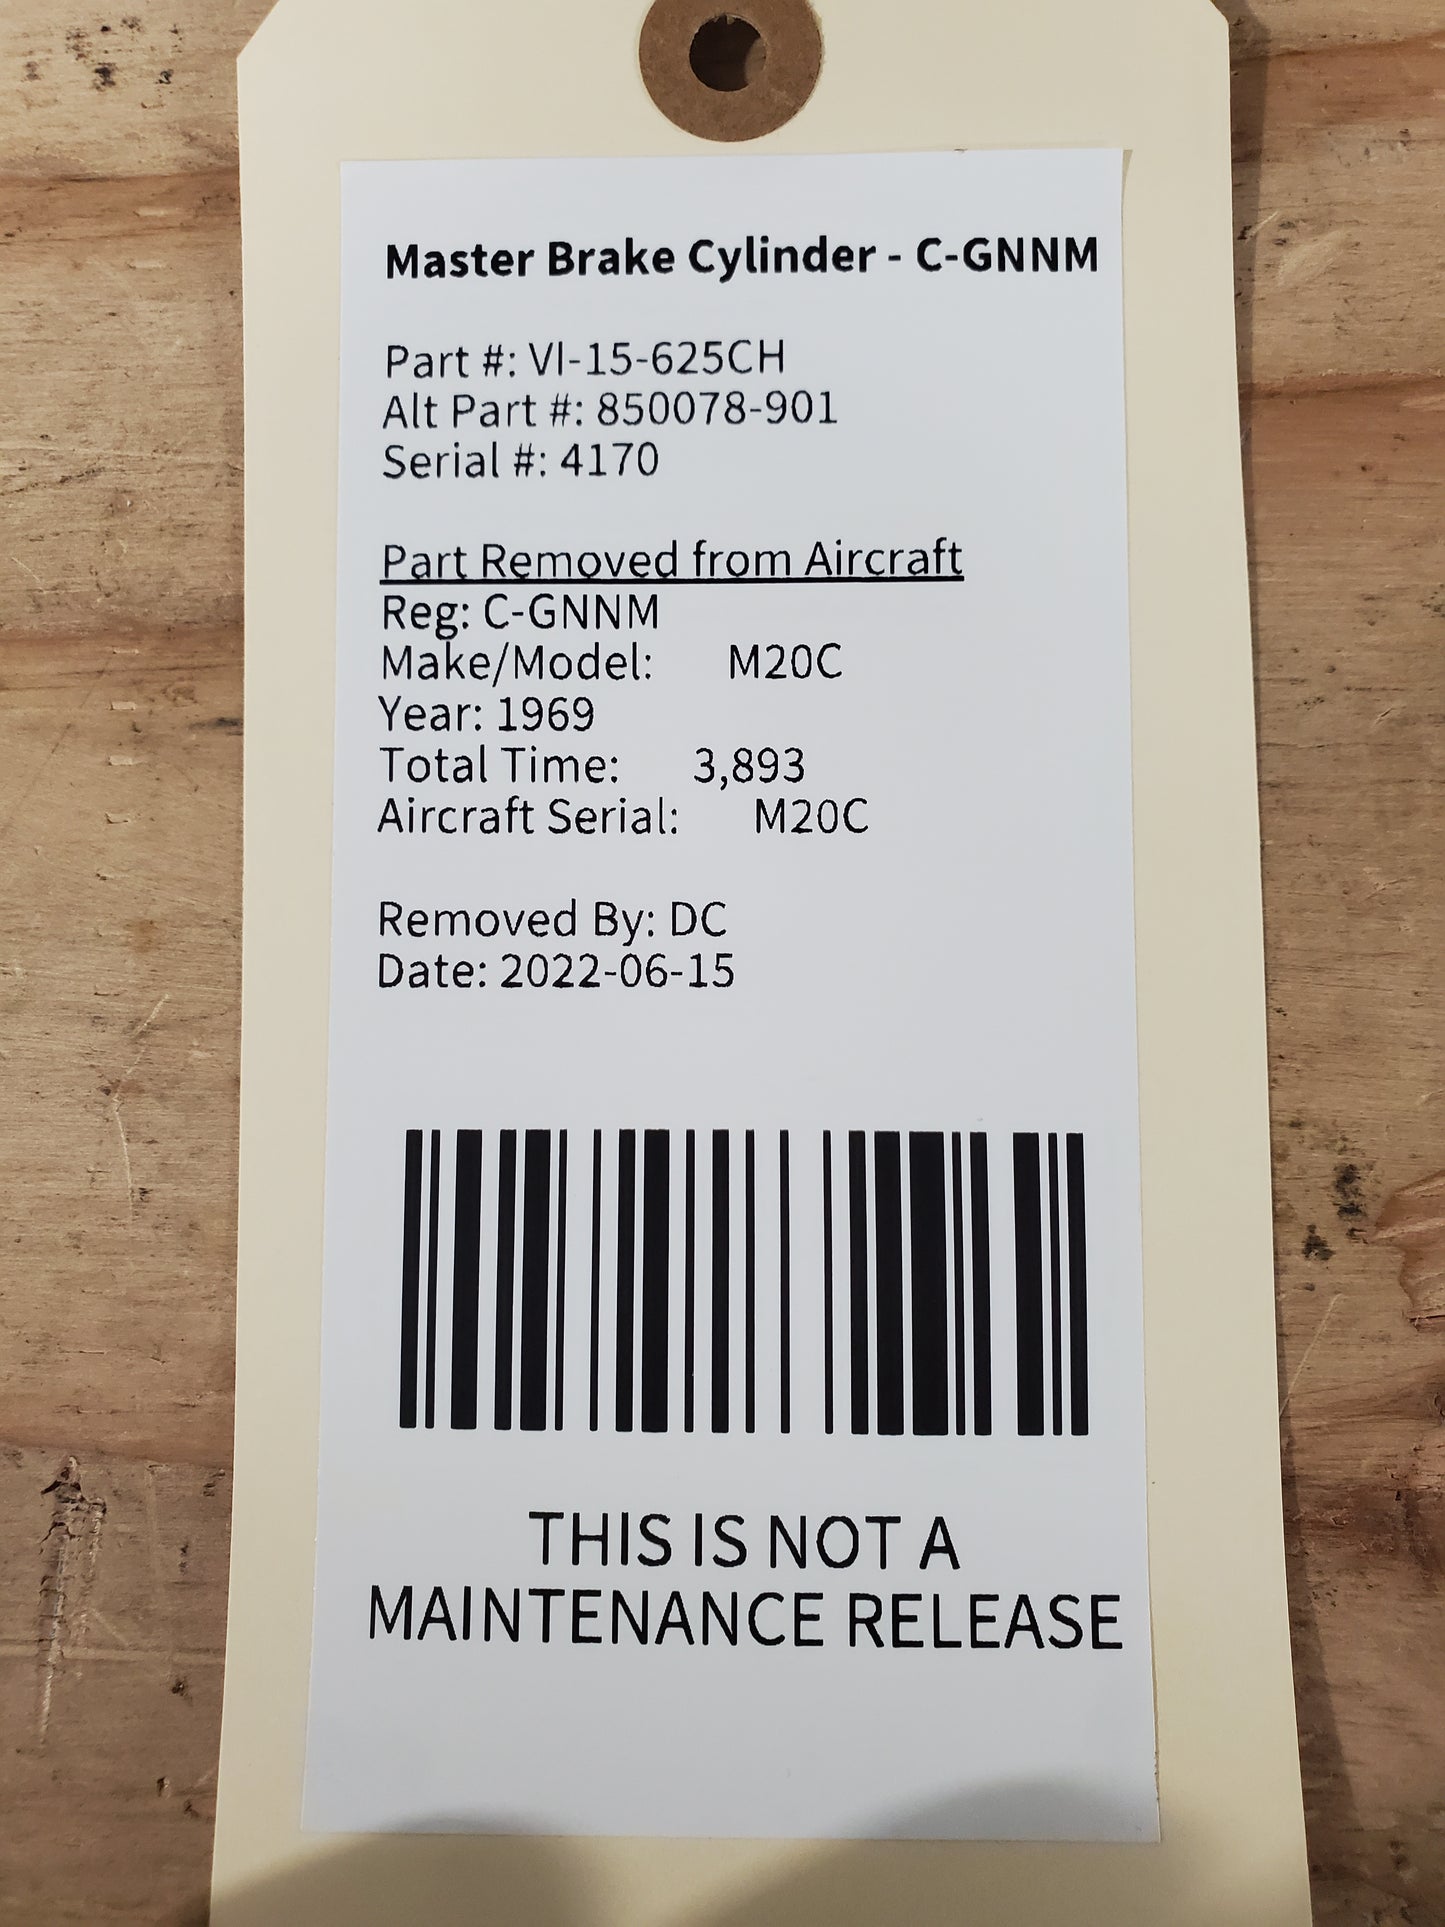 Master Brake Cylinder - C-GNNM
Part #: VI-15-625CH
Alt Part #: 850078-901
Serial #: 4170
Part Removed from Aircraft
Reg: C-GNNM
Make/Model: M20C
Year: 1969
Total Time: 3,893
Aircraft Serial: M20C
Removed By: DC
Date: 2022-06-15
THIS IS NOT A
MAINTENANCE RELEASE